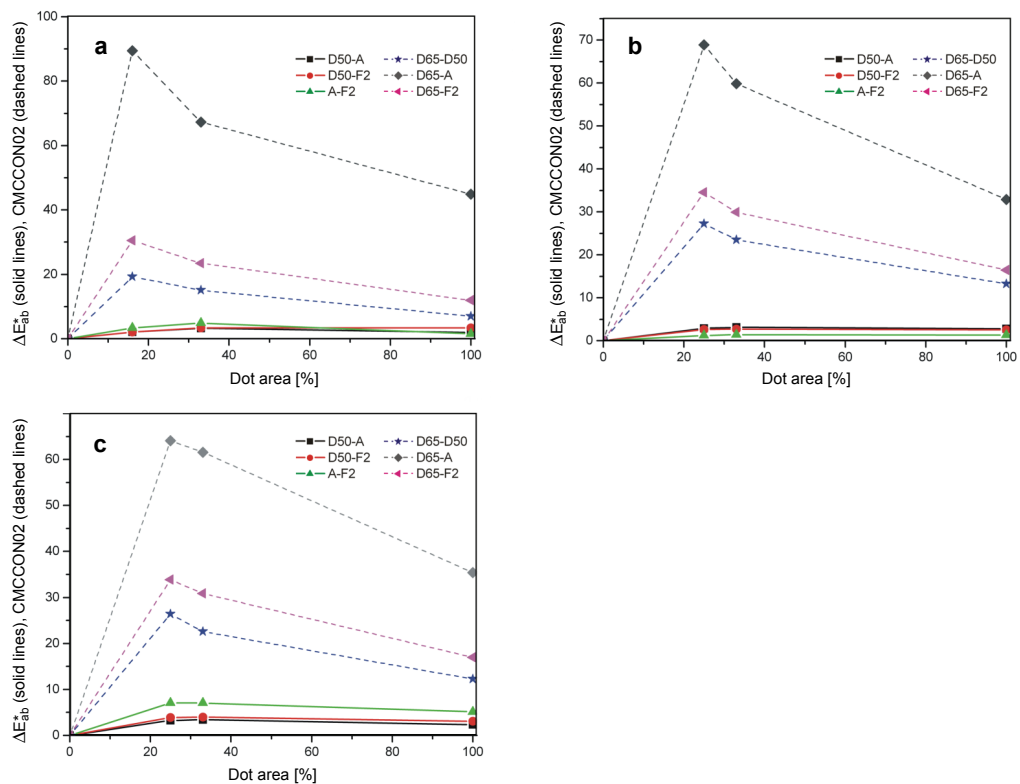 a
D50-A
D50-F2
A-F2
D65-D50
D65-A
D65-F2
ΔE*ab (solid lines), CMCCON02 (dashed lines)
100
80
60
40
20
0
0 20 40 60 80 100
Dot area [%]
b
D50-A
D50-F2
A-F2
D65-D50
D65-A
D65-F2
ΔE*ab (solid lines), CMCCON02 (dashed lines)
70
60
50
40
30
20
10
0
0 20 40 60 80 100
Dot area [%]
c
D50-A
D50-F2
A-F2
D65-D50
D65-A
D65-F2
ΔE*ab (solid lines), CMCCON02 (dashed lines)
60
50
40
30
20
10
0
0 20 40 60 80 100
Dot area [%]